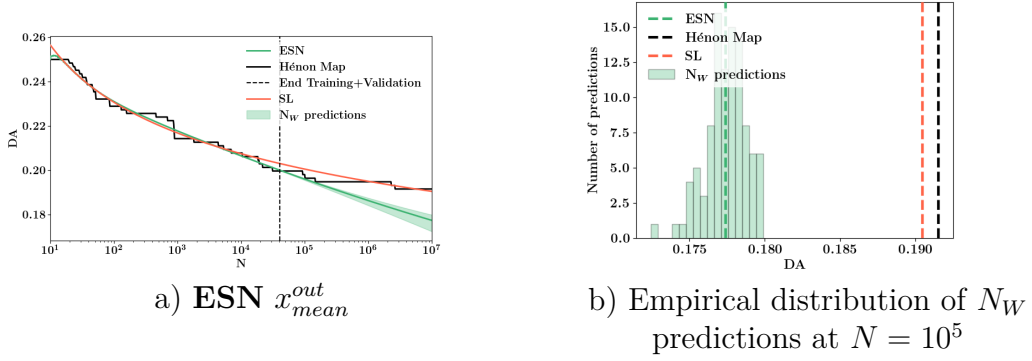 0.26
0.24
0.22
0.20
0.18
DA
10^1
10^2
10^3
10^4
10^5
10^6
10^7
N
ESN
Hénon Map
End Training+Validation
SL
N_W predictions
a) ESN x_{mean}^{out}
15.0
12.5
10.0
7.5
5.0
2.5
0.0
Number of predictions
0.175
0.180
0.185
0.190
DA
ESN
Hénon Map
SL
N_W predictions
b) Empirical distribution of N_W
predictions at N = 10^5